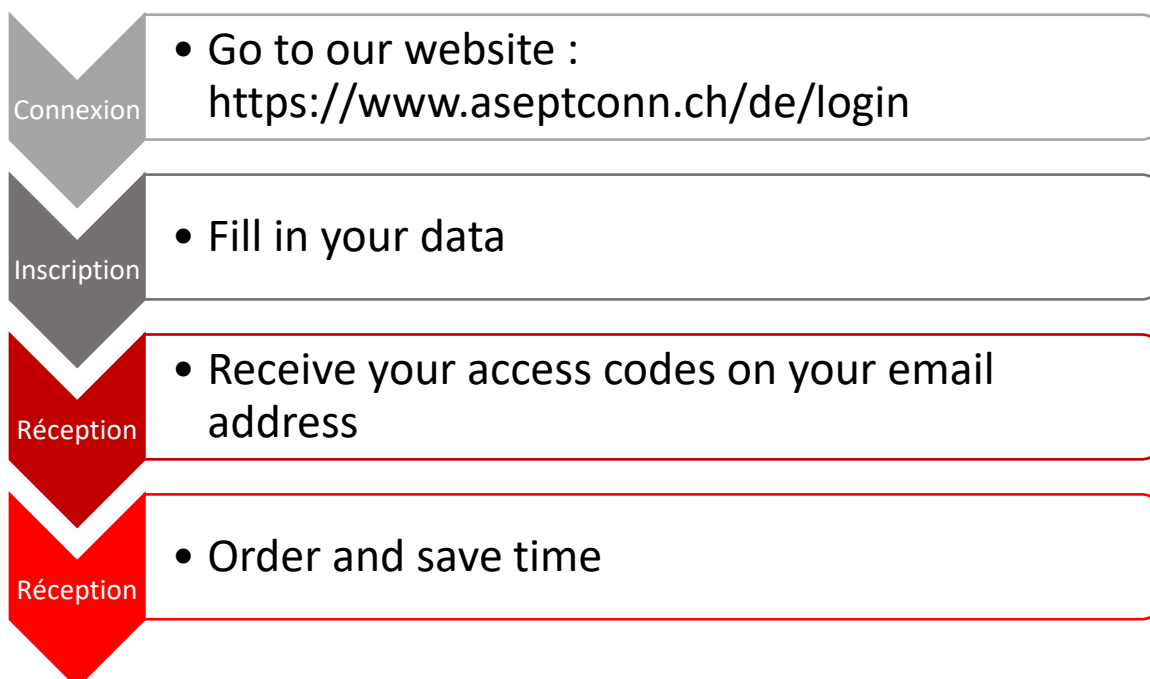 Connexion
• Go to our website :
https://www.aseptconn.ch/de/login
Inscription
• Fill in your data
Réception
• Receive your access codes on your email
address
Réception
• Order and save time